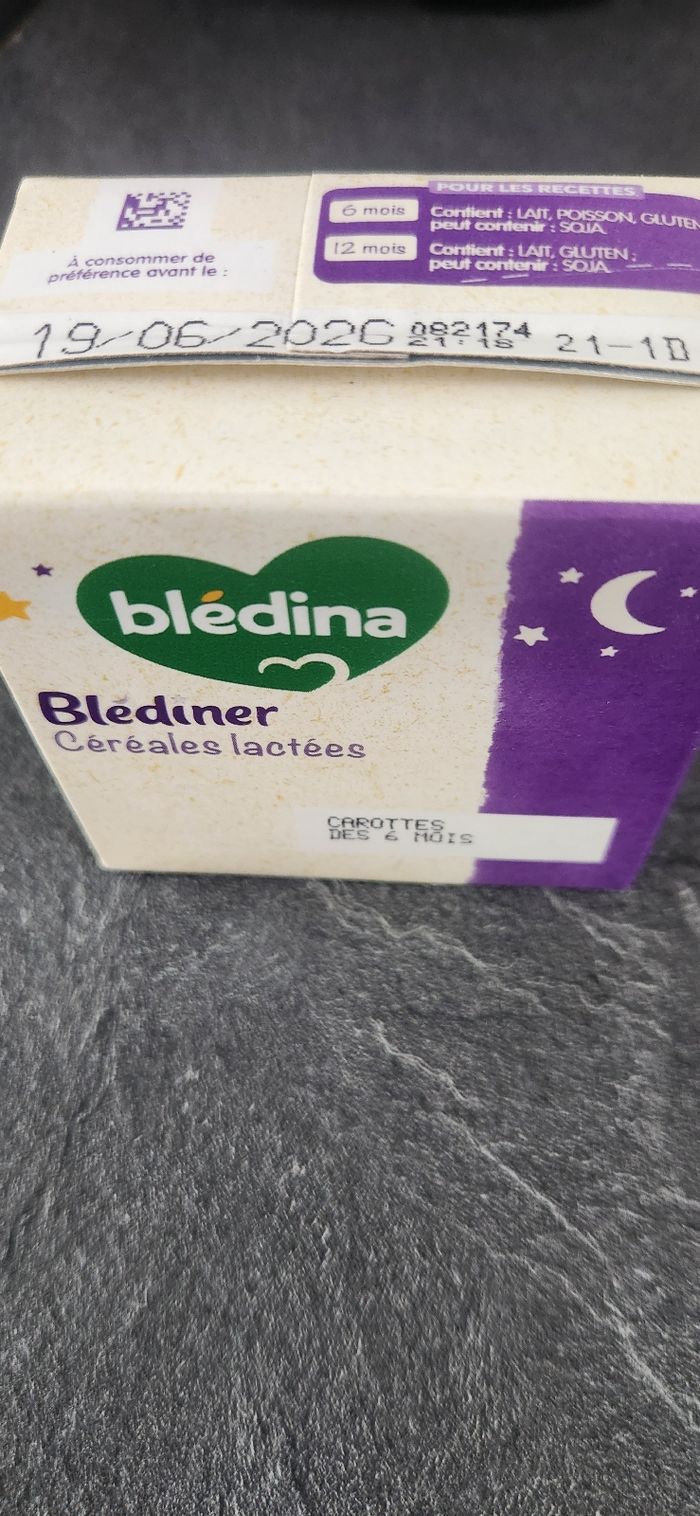 POUR LES RECETTES
6 mois
Contient : LAIT, POISSON, GLUTEN
peut contenir : SOJA.
12 mois
Contient : LAIT, GLUTEN ;
peut contenir : SOJA.
À consommer de
préférence avant le :
19/06/2026 082174 21-1D
21:18
blédina
Blédîner
Céréales lactées
CAROTTES
DES 6 MOIS